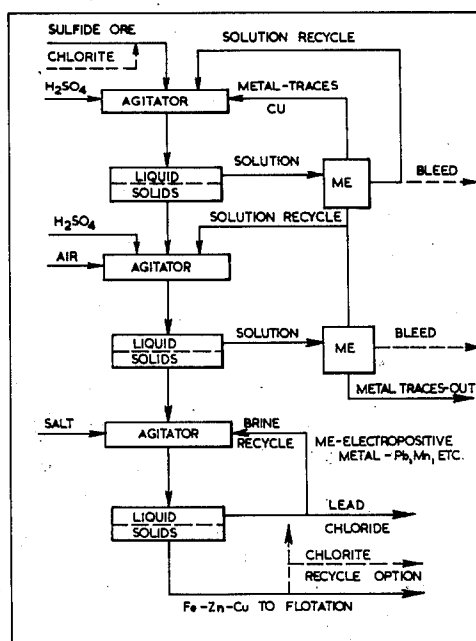 SULFIDE ORE
SOLUTION RECYCLE
CHLORITE
H₂SO₄
METAL-TRACES
AGITATOR
CU
LIQUID
SOLUTION
BLEED
SOLIDS
ME
H₂SO₄
SOLUTION RECYCLE
AIR
AGITATOR
LIQUID
SOLUTION
BLEED
SOLIDS
ME
METAL TRACES-OUT
SALT
BRINE
AGITATOR
RECYCLE
ME-ELECTROPOSITIVE
METAL-Pb, Mn, ETC.
LIQUID
LEAD
SOLIDS
CHLORIDE
CHLORITE
RECYCLE OPTION
Fe-Zn-Cu TO FLOTATION